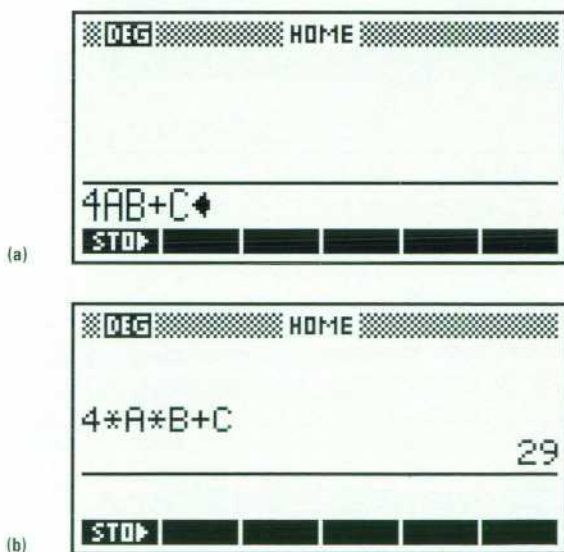 DEG HOME
4AB+C
STO▶
(a)
DEG HOME
4*A*B+C
29
STO▶
(b)